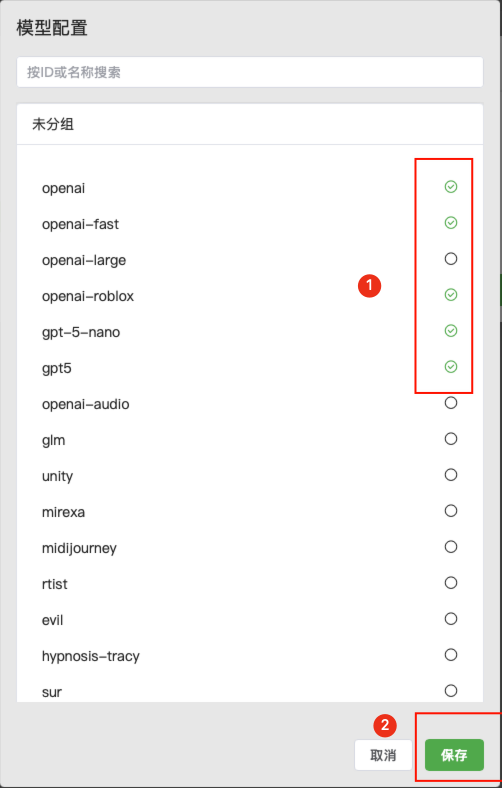 模型配置
按ID或名称搜索
未分组
openai
openai-fast
openai-large
openai-roblox
gpt-5-nano
gpt5
openai-audio
glm
unity
mirexa
midijourney
rtist
evil
hypnosis-tracy
sur
1
2
取消
保存